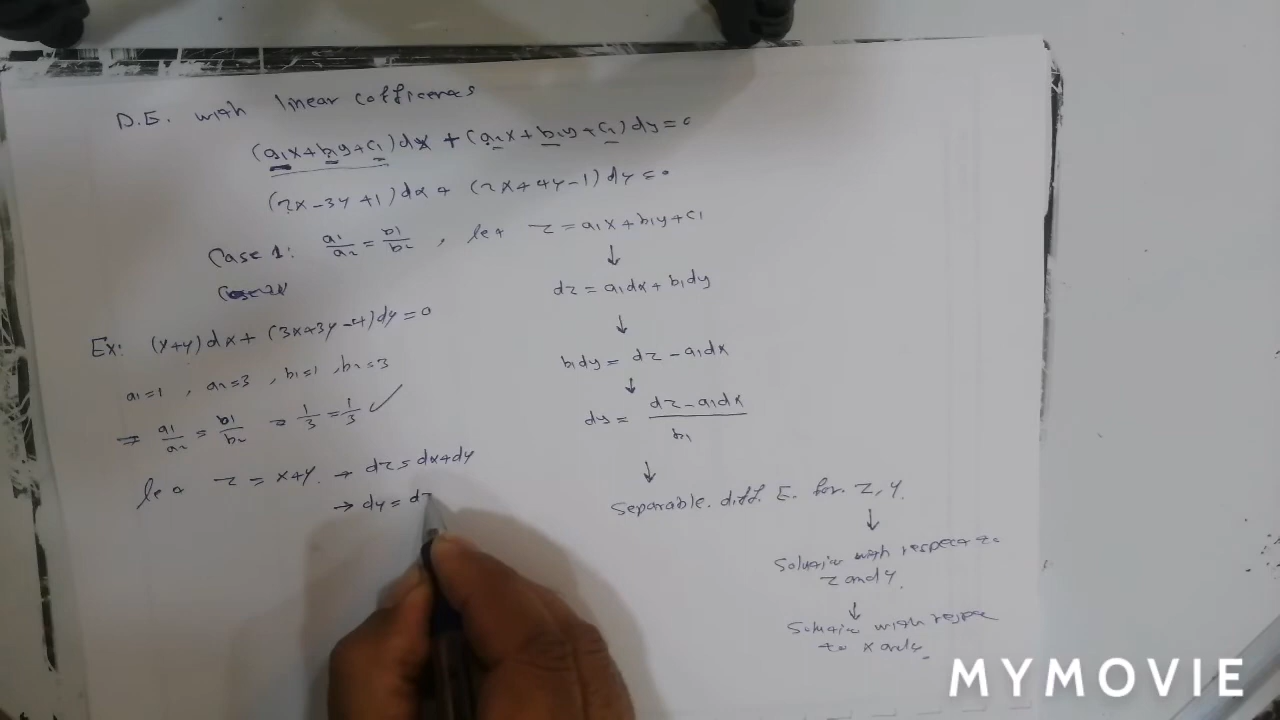 D.E. with linear cofficenas
(a1x+b1y+c1)dx + (a2x+b2y+c2)dy=0
(2x-3y+1)dx+ (2x+4y-1)dy=0
Case 1: a1/a2 = b1/b2 , let z=a1x+b1y+c1
dz=a1dx+b1dy
b1dy= dz-a1dx
dy= dz-a1dx / b1
Separable. diff. E. for. z, y.
Solution with respect to
z and y.
Solution with respe
to x and y.
Ex: (x+y)dx+(3x+3y-4)dy=0
a1=1 , a2=3 , b1=1 , b2=3
⇒ a1/a2 = b1/b2 = 1/3 = 1/3 ✓
let z = x+y. → dz=dx+dy
→ dy= dz
MYMOVIE